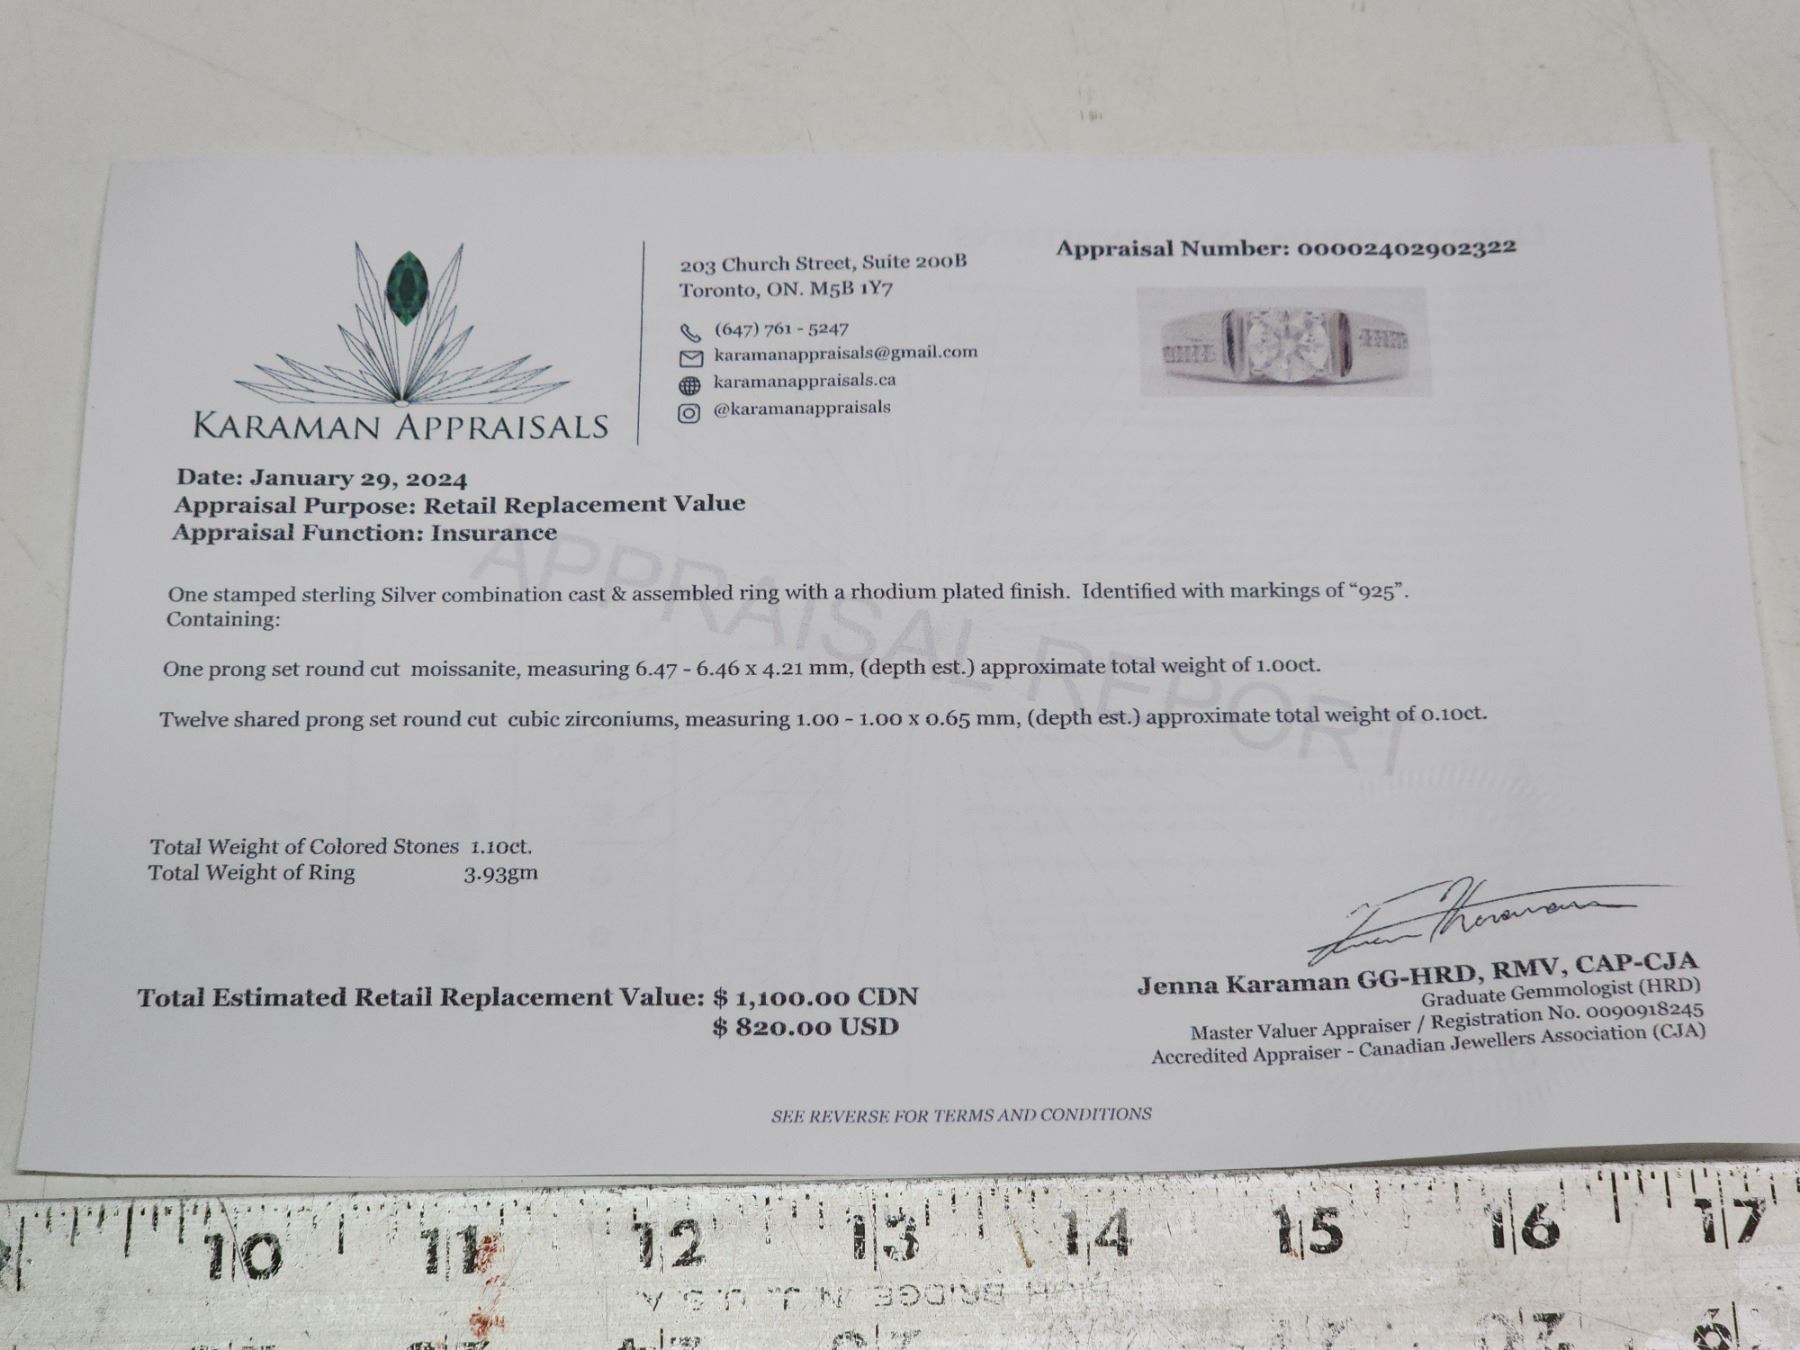 KARAMAN APPRAISALS
203 Church Street, Suite 200B
Toronto, ON. M5B 1Y7
(647) 761 - 5247
karamanappraisals@gmail.com
karamanappraisals.ca
@karamanappraisals
Appraisal Number: 00002402902322
Date: January 29, 2024
Appraisal Purpose: Retail Replacement Value
Appraisal Function: Insurance
APPRAISAL REPORT
One stamped sterling Silver combination cast & assembled ring with a rhodium plated finish. Identified with markings of “925”.
Containing:
One prong set round cut moissanite, measuring 6.47 - 6.46 x 4.21 mm, (depth est.) approximate total weight of 1.00ct.
Twelve shared prong set round cut cubic zirconiums, measuring 1.00 - 1.00 x 0.65 mm, (depth est.) approximate total weight of 0.10ct.
Total Weight of Colored Stones 1.10ct.
Total Weight of Ring 3.93gm
Total Estimated Retail Replacement Value: $ 1,100.00 CDN
$ 820.00 USD
Jenna Karaman GG-HRD, RMV, CAP-CJA
Graduate Gemmologist (HRD)
Master Valuer Appraiser / Registration No. 0090918245
Accredited Appraiser - Canadian Jewellers Association (CJA)
SEE REVERSE FOR TERMS AND CONDITIONS
10 11 12 13 14 15 16 17